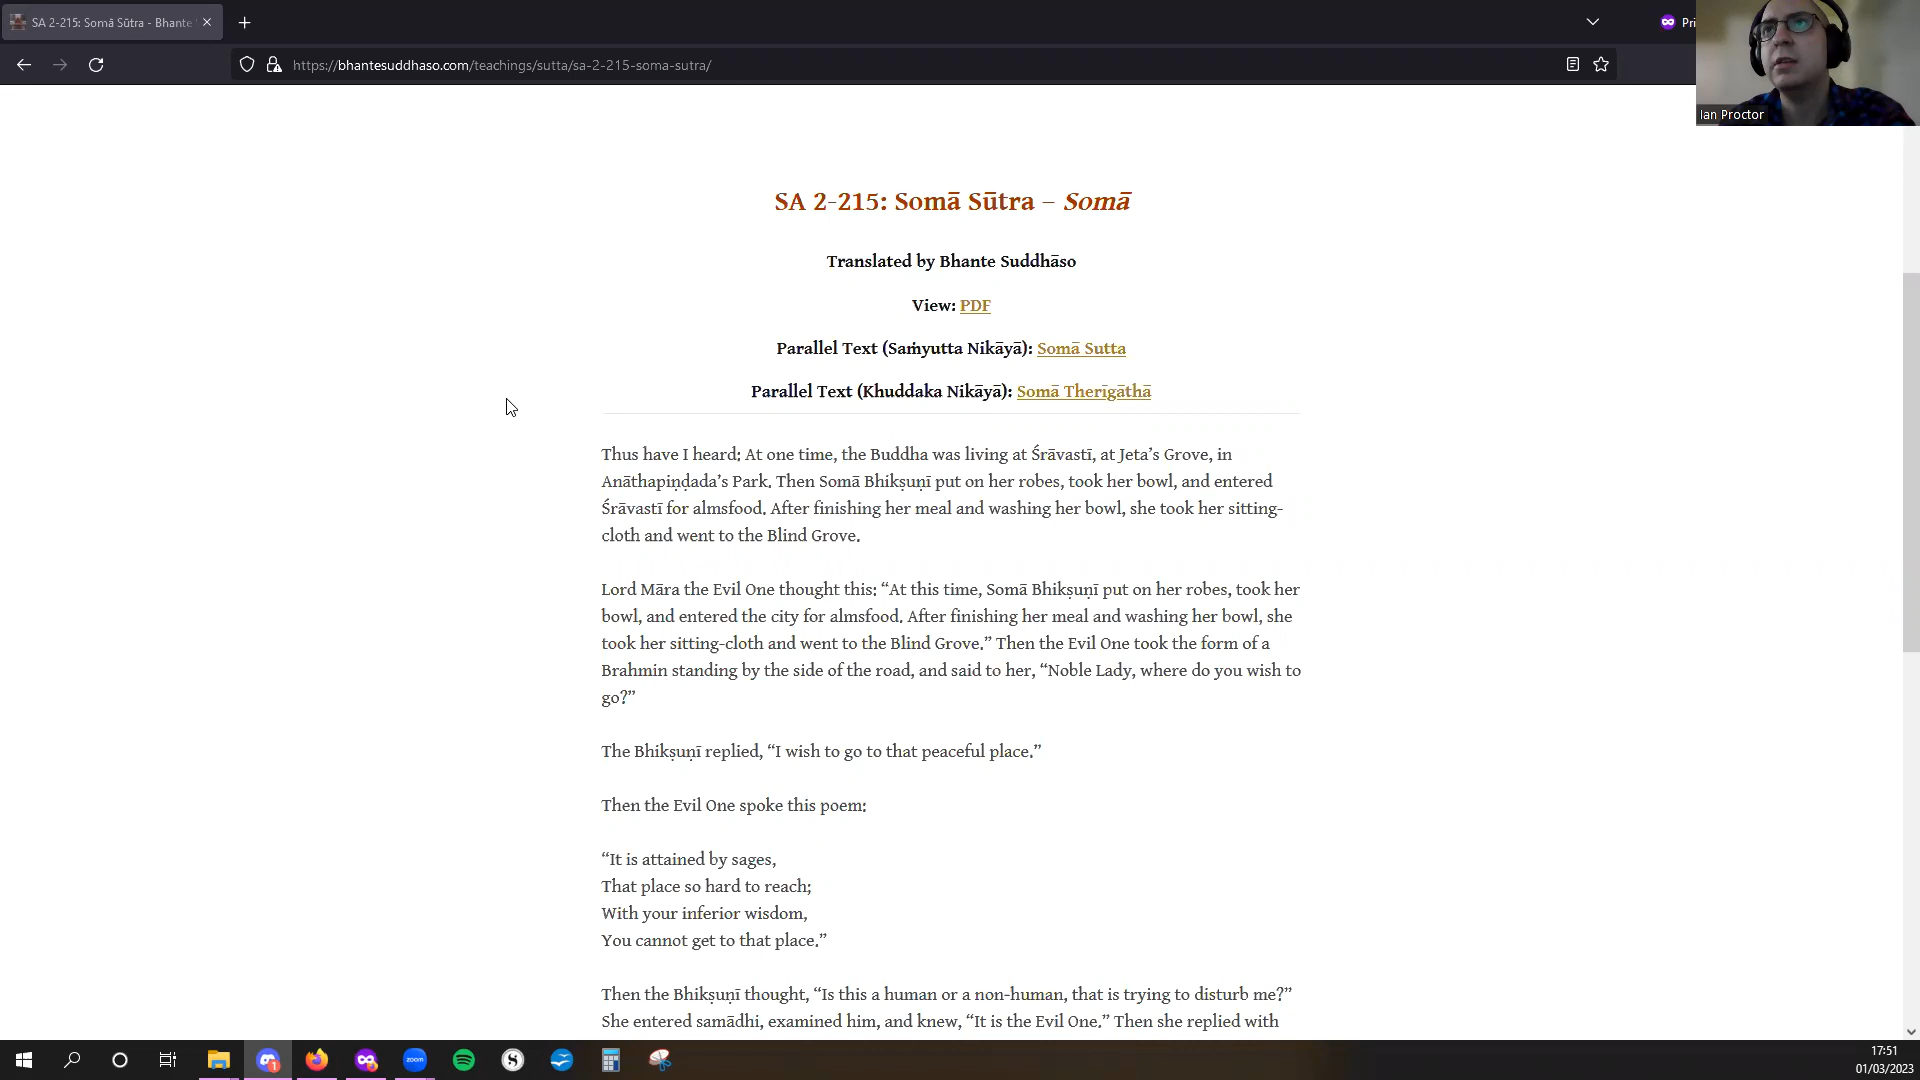 SA 2-215: Somā Sūtra - Bhante
Pri
https://bhantesuddhaso.com/teachings/sutta/sa-2-215-soma-sutra/
Ian Proctor
SA 2-215: Somā Sūtra – Somā
Translated by Bhante Suddhāso
View: PDF
Parallel Text (Saṁyutta Nikāyā): Somā Sutta
Parallel Text (Khuddaka Nikāyā): Somā Therīgāthā
Thus have I heard: At one time, the Buddha was living at Śrāvastī, at Jeta’s Grove, in
Anāthapiṇḍada’s Park. Then Somā Bhikṣuṇī put on her robes, took her bowl, and entered
Śrāvastī for almsfood. After finishing her meal and washing her bowl, she took her sitting-
cloth and went to the Blind Grove.
Lord Māra the Evil One thought this: “At this time, Somā Bhikṣuṇī put on her robes, took her
bowl, and entered the city for almsfood. After finishing her meal and washing her bowl, she
took her sitting-cloth and went to the Blind Grove.” Then the Evil One took the form of a
Brahmin standing by the side of the road, and said to her, “Noble Lady, where do you wish to
go?”
The Bhikṣuṇī replied, “I wish to go to that peaceful place.”
Then the Evil One spoke this poem:
“It is attained by sages,
That place so hard to reach;
With your inferior wisdom,
You cannot get to that place.”
Then the Bhikṣuṇī thought, “Is this a human or a non-human, that is trying to disturb me?”
She entered samādhi, examined him, and knew, “It is the Evil One.” Then she replied with
1
zoom
S
17:51
01/03/2023